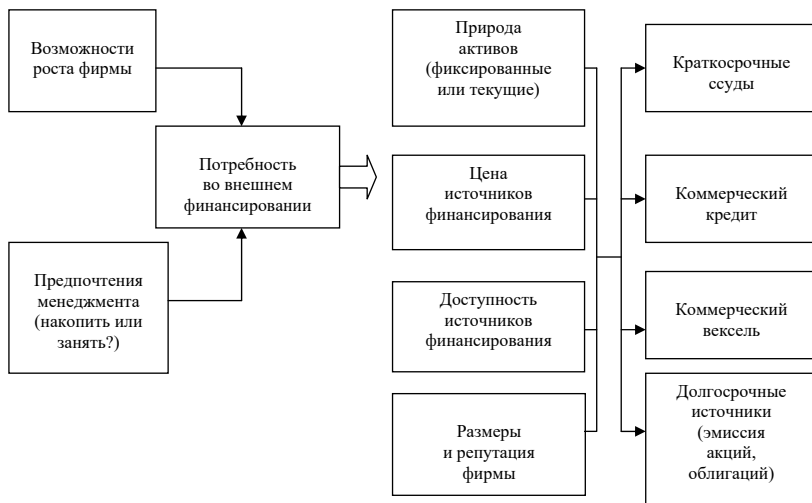 Возможности
роста фирмы
Потребность
во внешнем
финансировании
Предпочтения
менеджмента
(накопить или
занять?)
Природа
активов
(фиксированные
или текущие)
Цена
источников
финансирования
Доступность
источников
финансирования
Размеры
и репутация
фирмы
Краткосрочные
ссуды
Коммерческий
кредит
Коммерческий
вексель
Долгосрочные
источники
(эмиссия
акций,
облигаций)